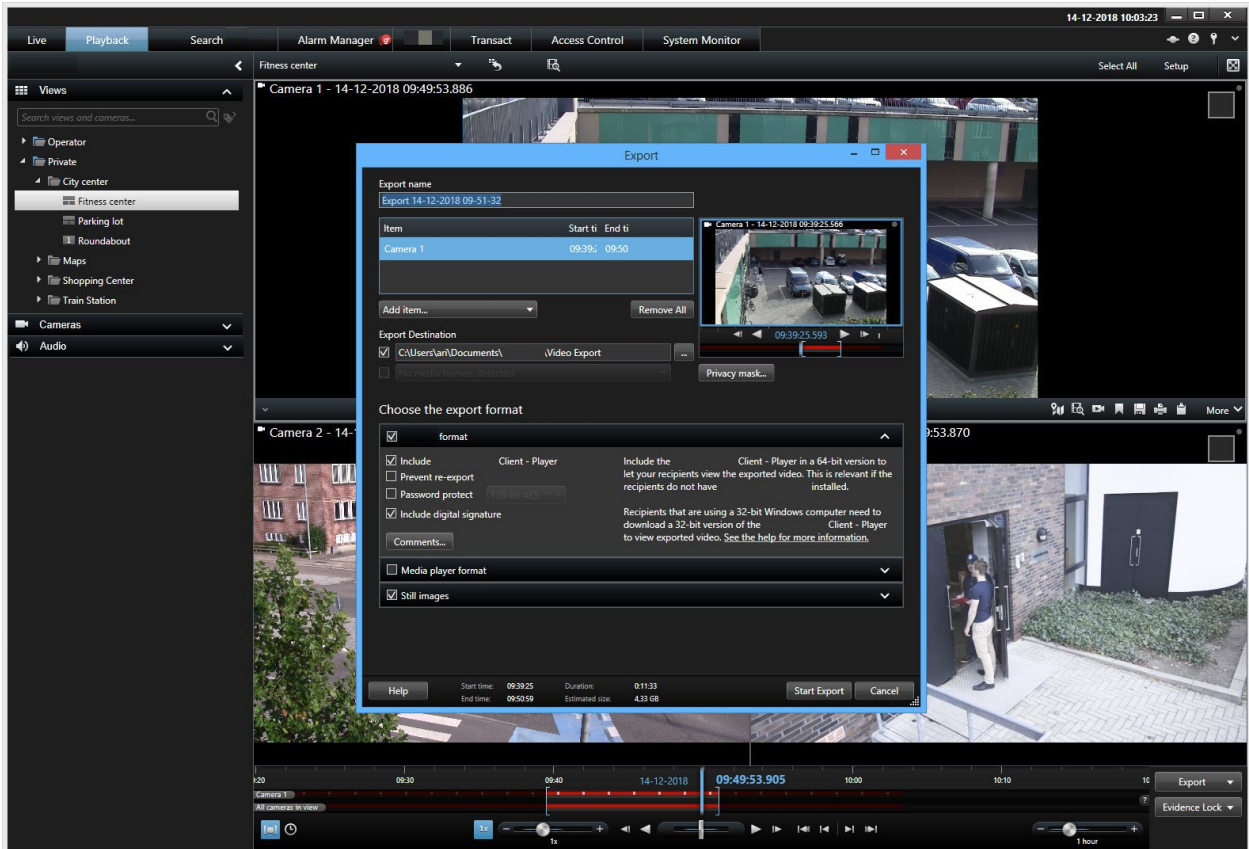 14-12-2018 10:03:23
Live Playback Search Alarm Manager Transact Access Control System Monitor
Fitness center Select All Setup
Views
Search views and cameras...
Operator
Private
City center
Fitness center
Parking lot
1 Roundabout
Maps
Shopping Center
Train Station
Cameras
Audio
Camera 1 - 14-12-2018 09:49:53.886
More
Camera 2 - 14-
9:53.870
Export
Export name
Export 14-12-2018 09-51-32
Item Start ti End ti
Camera 1 09:39: 09:50
Add item... Remove All
Camera 1 - 14-12-2018 09:39:25.566
09:39:25.593
Privacy mask...
Export Destination
C:\Users\ari\Documents\ \Video Export ...
No media burners detected
Choose the export format
format
Include Client - Player
Prevent re-export
Password protect
Include digital signature
Comments...
Include the Client - Player in a 64-bit version to
let your recipients view the exported video. This is relevant if the
recipients do not have installed.
Recipients that are using a 32-bit Windows computer need to
download a 32-bit version of the Client - Player
to view exported video. See the help for more information.
Media player format
Still images
Help
Start time: 09:39:25 Duration: 0:11:33
End time: 09:50:59 Estimated size: 4,33 GB
Start Export Cancel
09:30 09:40 14-12-2018 09:49:53.905 10:00 10:10
Camera 1
All cameras in view
1x
1x
1 hour
Export
Evidence Lock